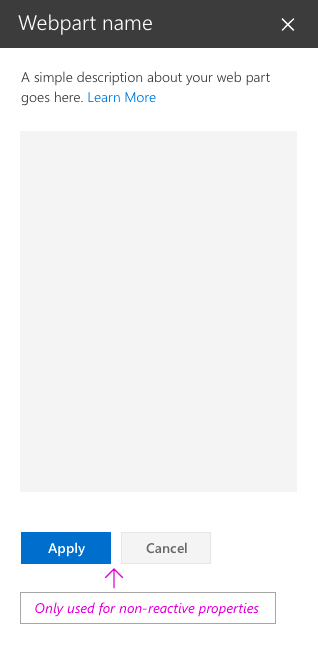 Webpart name
A simple description about your web part
goes here. Learn More
Apply
Cancel
Only used for non-reactive properties